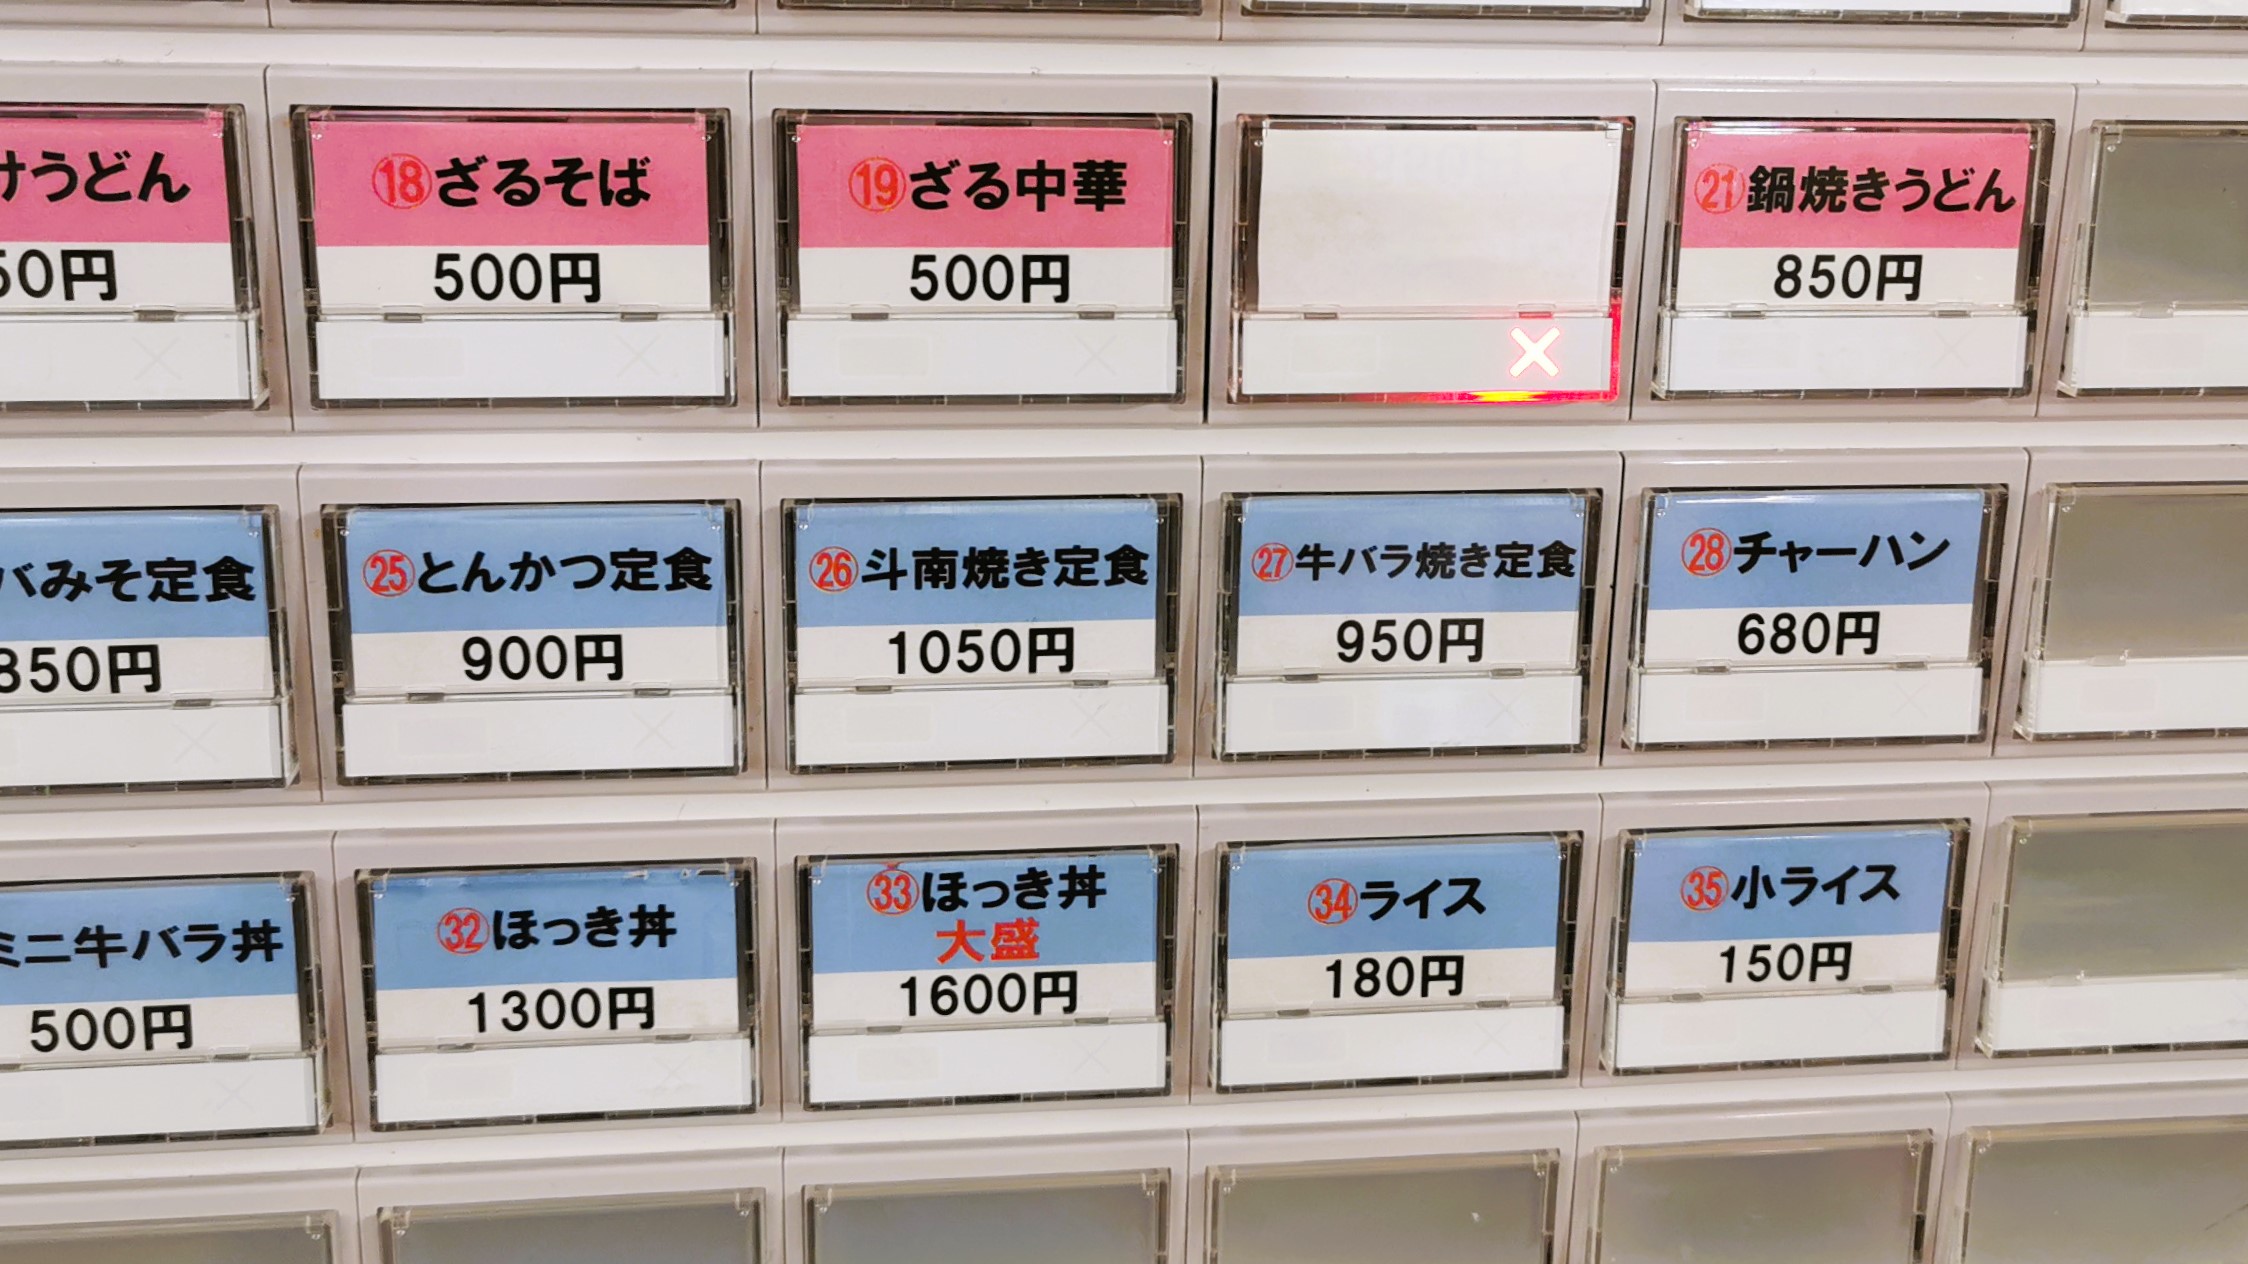 けうどん
50円
⑱ざるそば
500円
⑲ざる中華
500円
×
㉑鍋焼きうどん
850円
バみそ定食
850円
㉕とんかつ定食
900円
㉖斗南焼き定食
1050円
㉗牛バラ焼き定食
950円
㉘チャーハン
680円
ミニ牛バラ丼
500円
㉜ほっき丼
1300円
㉝ほっき丼
大盛
1600円
㉞ライス
180円
㉟小ライス
150円